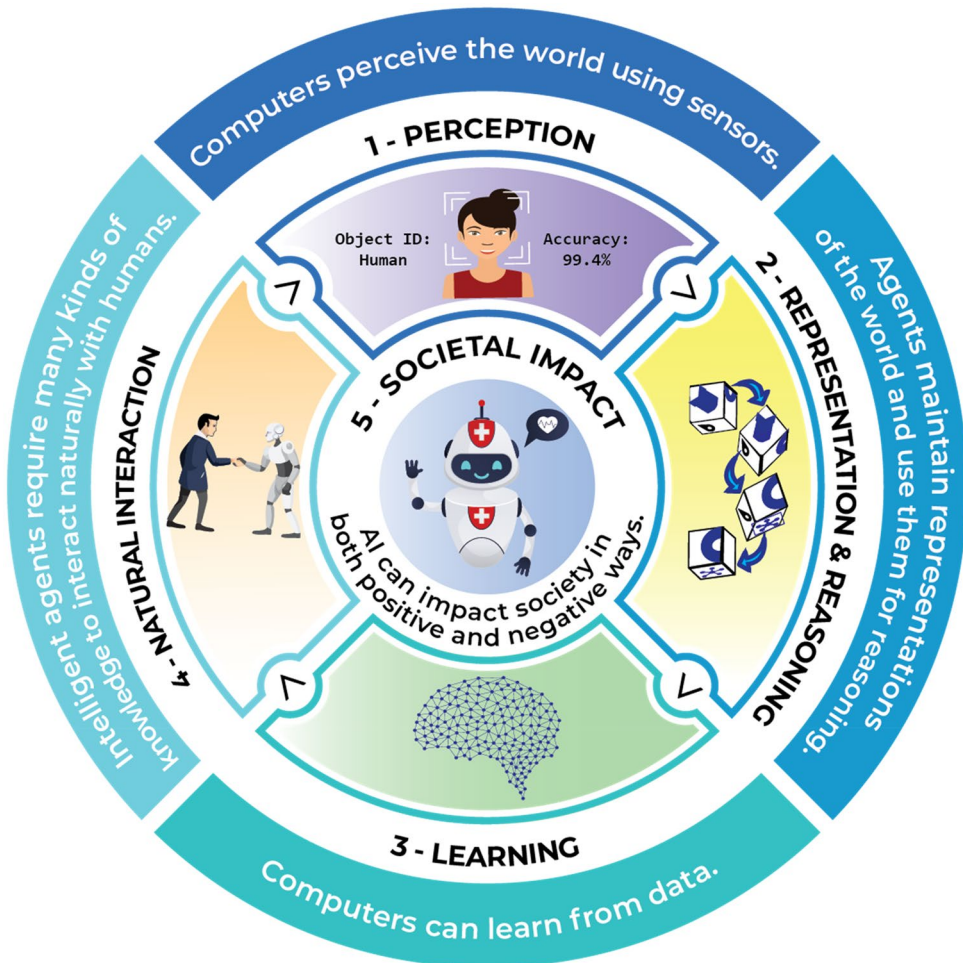 Computers perceive the world using sensors.
1 - PERCEPTION
Object ID:
Human
Accuracy:
99.4%
2 - REPRESENTATION & REASONING
Agents maintain representations
of the world and use them for reasoning.
3 - LEARNING
Computers can learn from data.
4 - NATURAL INTERACTION
Intelligent agents require many kinds of
knowledge to interact naturally with humans.
5 - SOCIETAL IMPACT
AI can impact society in
both positive and negative ways.